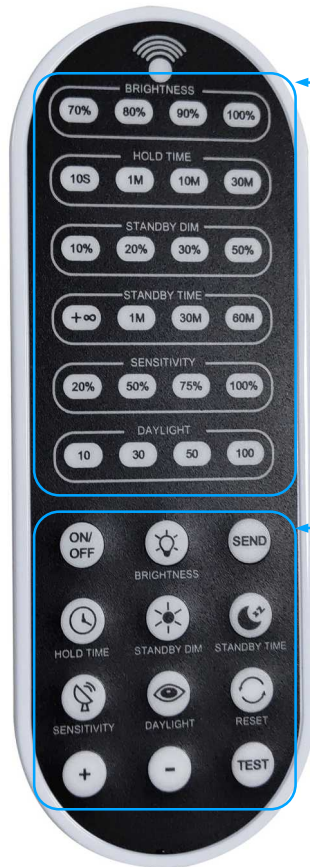 BRIGHTNESS
70% 80% 90% 100%
HOLD TIME
10S 1M 10M 30M
STANDBY DIM
10% 20% 30% 50%
STANDBY TIME
+∞ 1M 30M 60M
SENSITIVITY
20% 50% 75% 100%
DAYLIGHT
10 30 50 100
ON/
OFF
SEND
BRIGHTNESS
HOLD TIME STANDBY DIM STANDBY TIME
SENSITIVITY DAYLIGHT RESET
+ - TEST